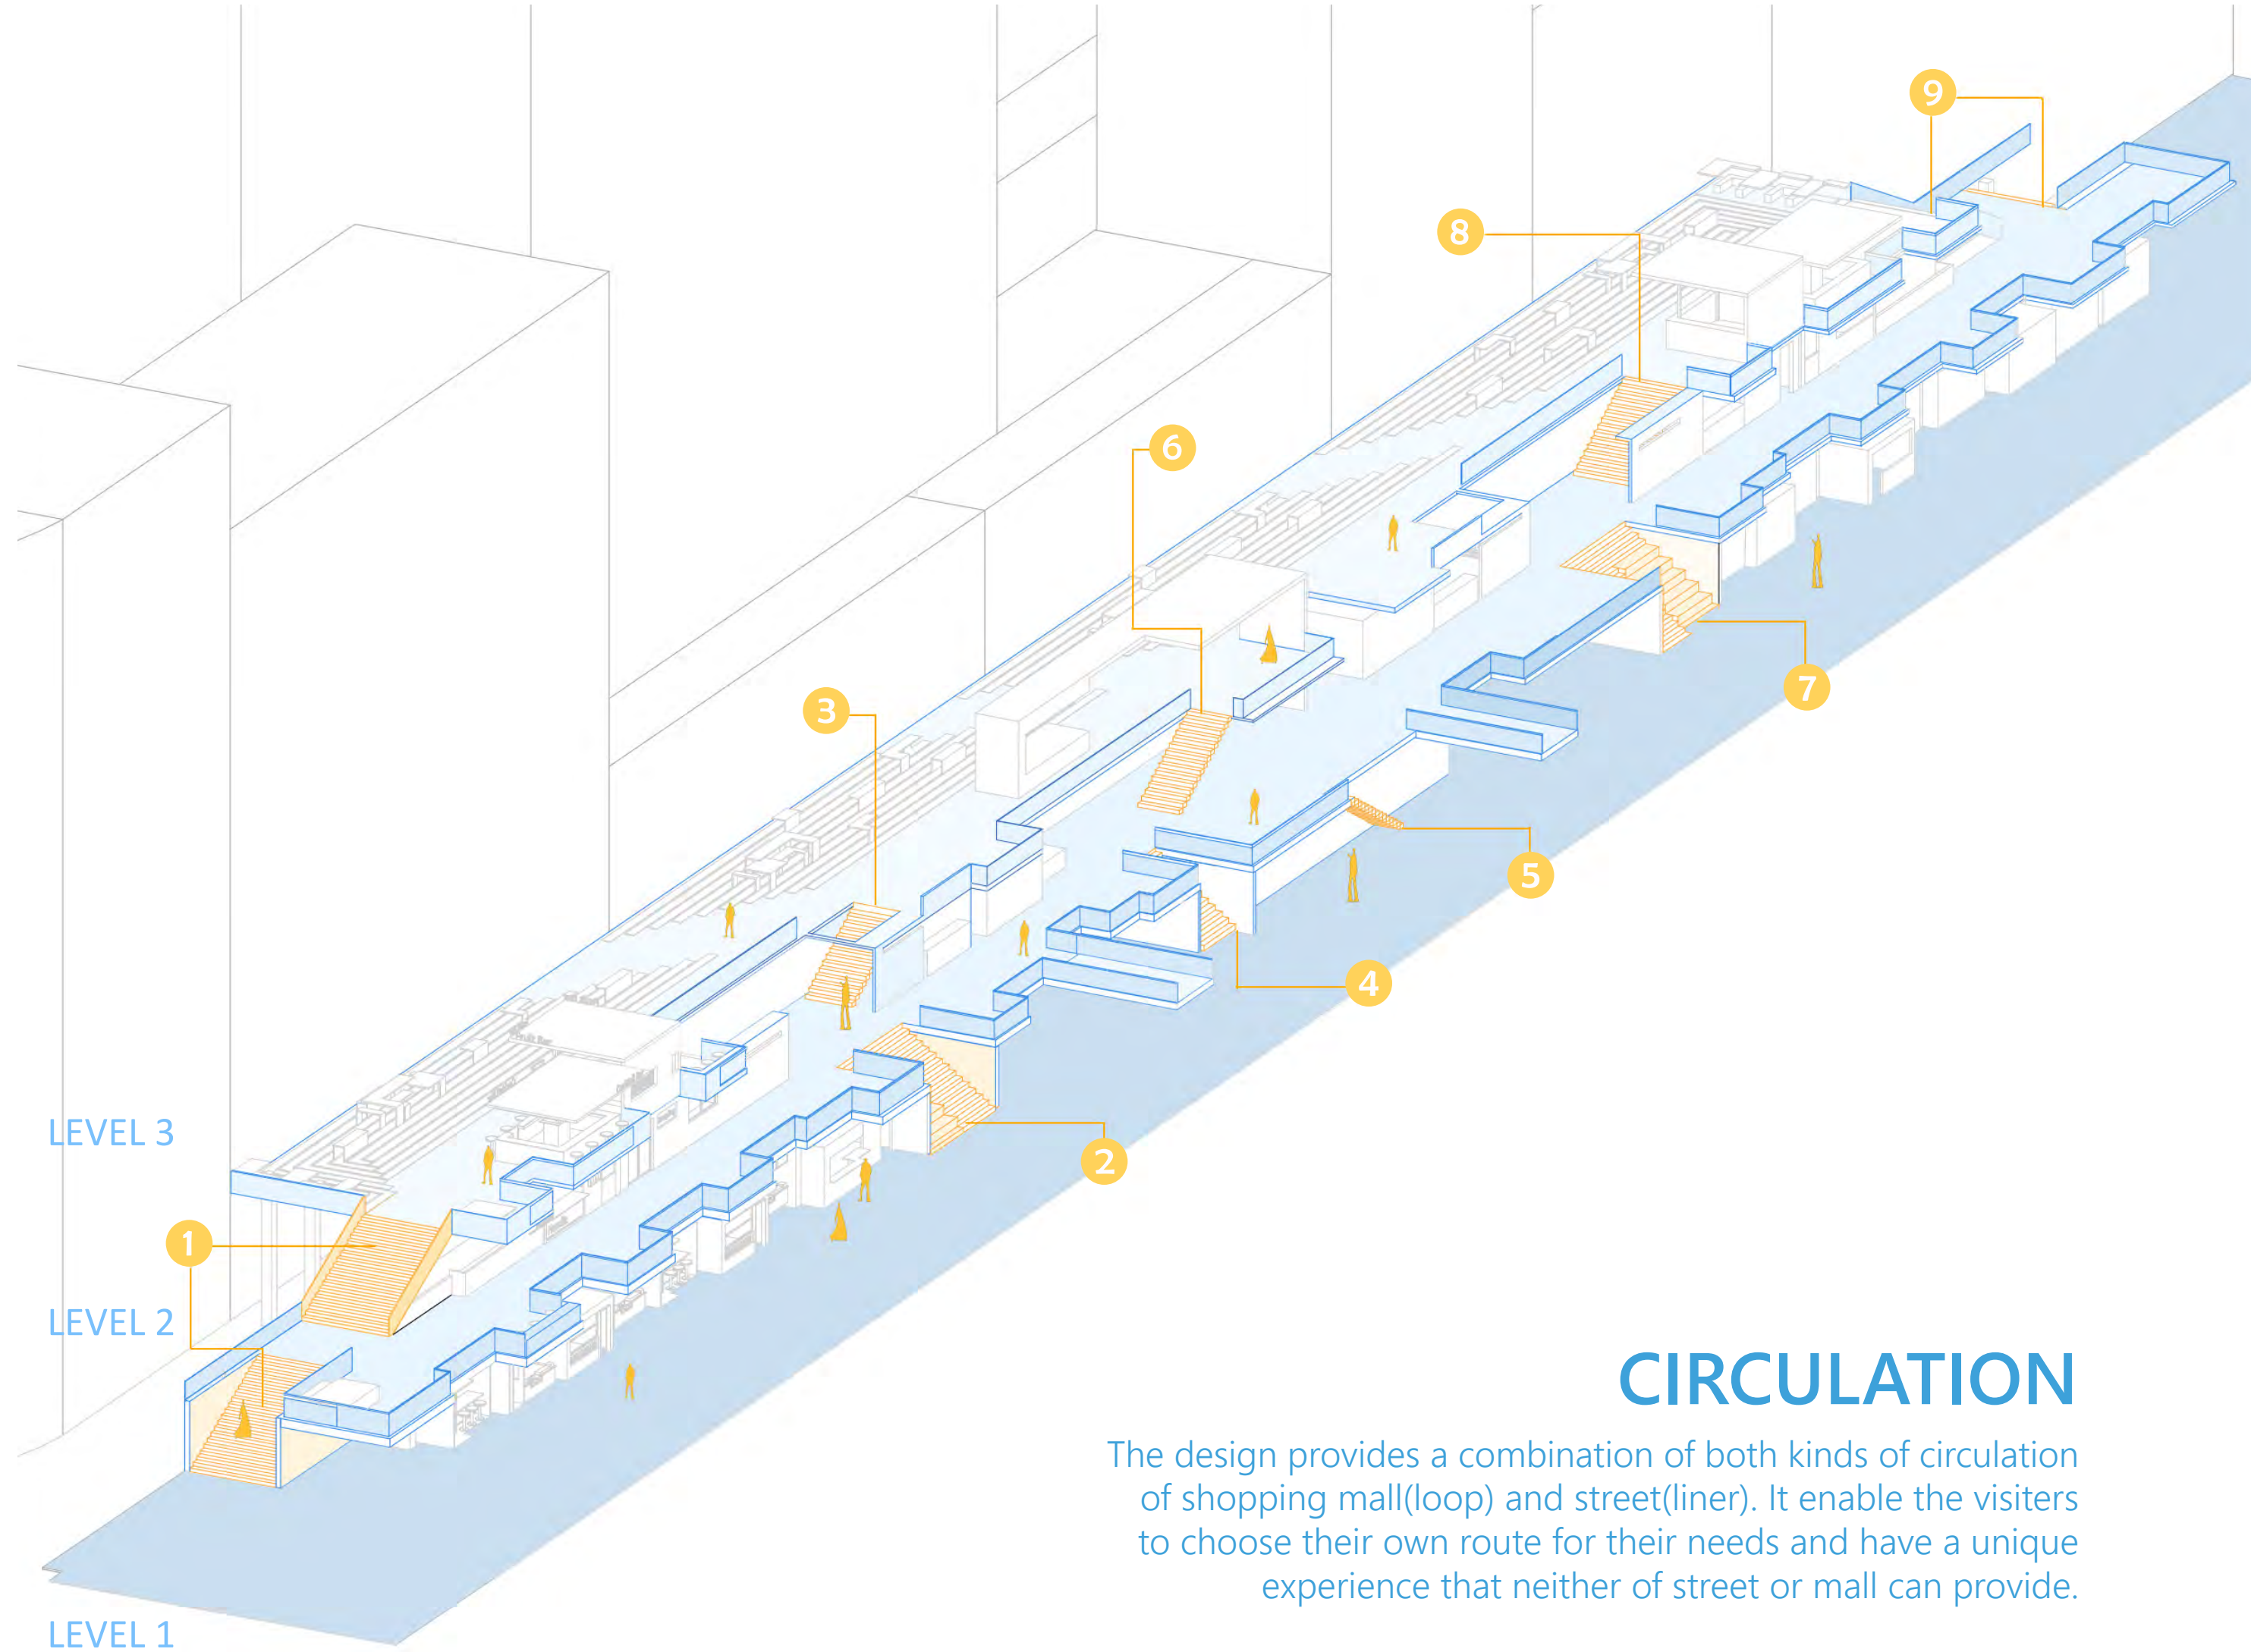 9
8
6
3
7
5
4
LEVEL 3
2
1
LEVEL 2
CIRCULATION
The design provides a combination of both kinds of circulation
of shopping mall(loop) and street(liner). It enable the visiters
to choose their own route for their needs and have a unique
experience that neither of street or mall can provide.
LEVEL 1